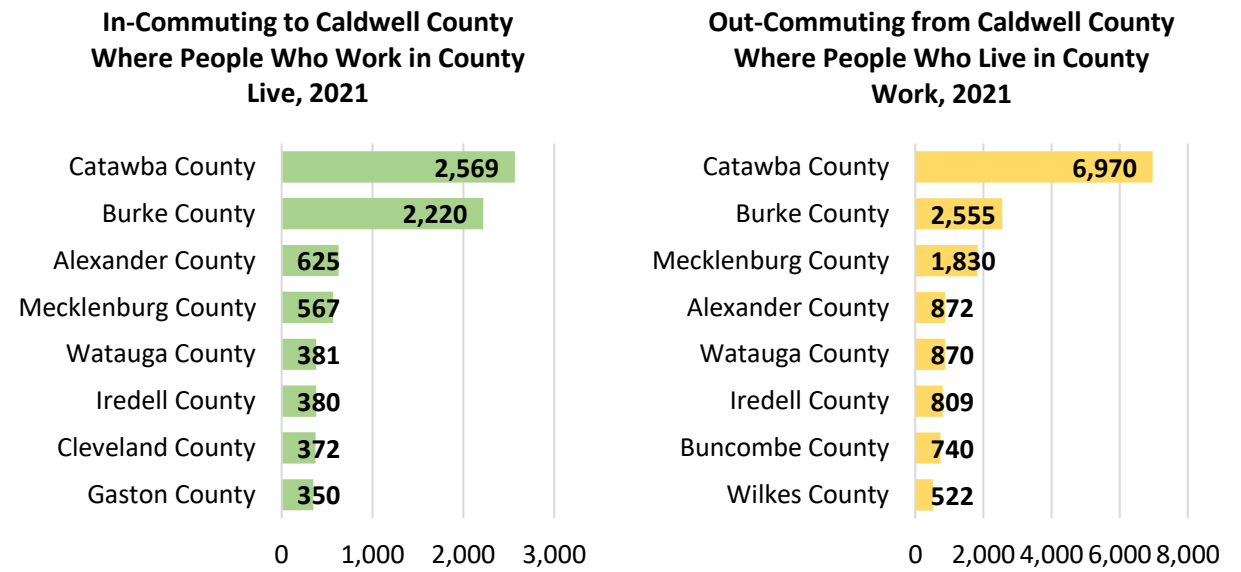 In-Commuting to Caldwell County
Where People Who Work in County
Live, 2021
Catawba County 2,569
Burke County 2,220
Alexander County 625
Mecklenburg County 567
Watauga County 381
Iredell County 380
Cleveland County 372
Gaston County 350
0 1,000 2,000 3,000
Out-Commuting from Caldwell County
Where People Who Live in County
Work, 2021
Catawba County 6,970
Burke County 2,555
Mecklenburg County 1,830
Alexander County 872
Watauga County 870
Iredell County 809
Buncombe County 740
Wilkes County 522
0 2,000 4,000 6,000 8,000